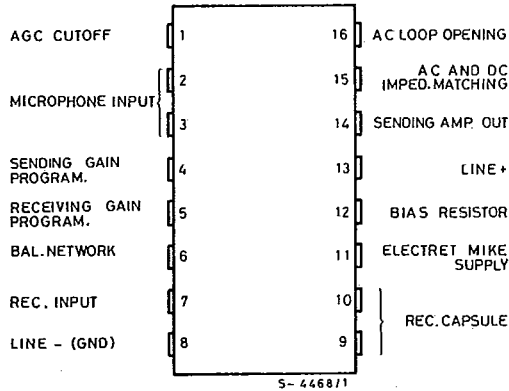 AGC CUTOFF 1 16 AC LOOP OPENING
2 15 AC AND DC
IMPED.MATCHING
MICROPHONE INPUT
3 14 SENDING AMP. OUT
SENDING GAIN
PROGRAM. 4 13 LINE+
RECEIVING GAIN
PROGRAM. 5 12 BIAS RESISTOR
BAL.NETWORK 6 11 ELECTRET MIKE
SUPPLY
REC. INPUT 7 10
REC.CAPSULE
LINE - (GND) 8 9
S-4468/1